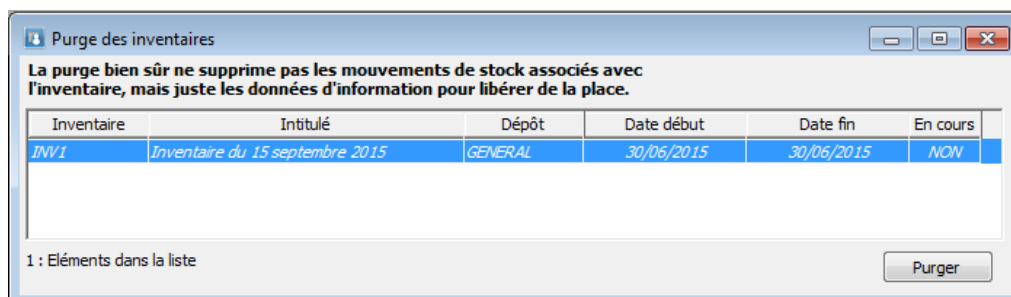 Purge des inventaires
La purge bien sûr ne supprime pas les mouvements de stock associés avec
l'inventaire, mais juste les données d'information pour libérer de la place.
Inventaire Intitulé Dépôt Date début Date fin En cours
INV1 Inventaire du 15 septembre 2015 GENERAL 30/06/2015 30/06/2015 NON
1 : Eléments dans la liste
Purger